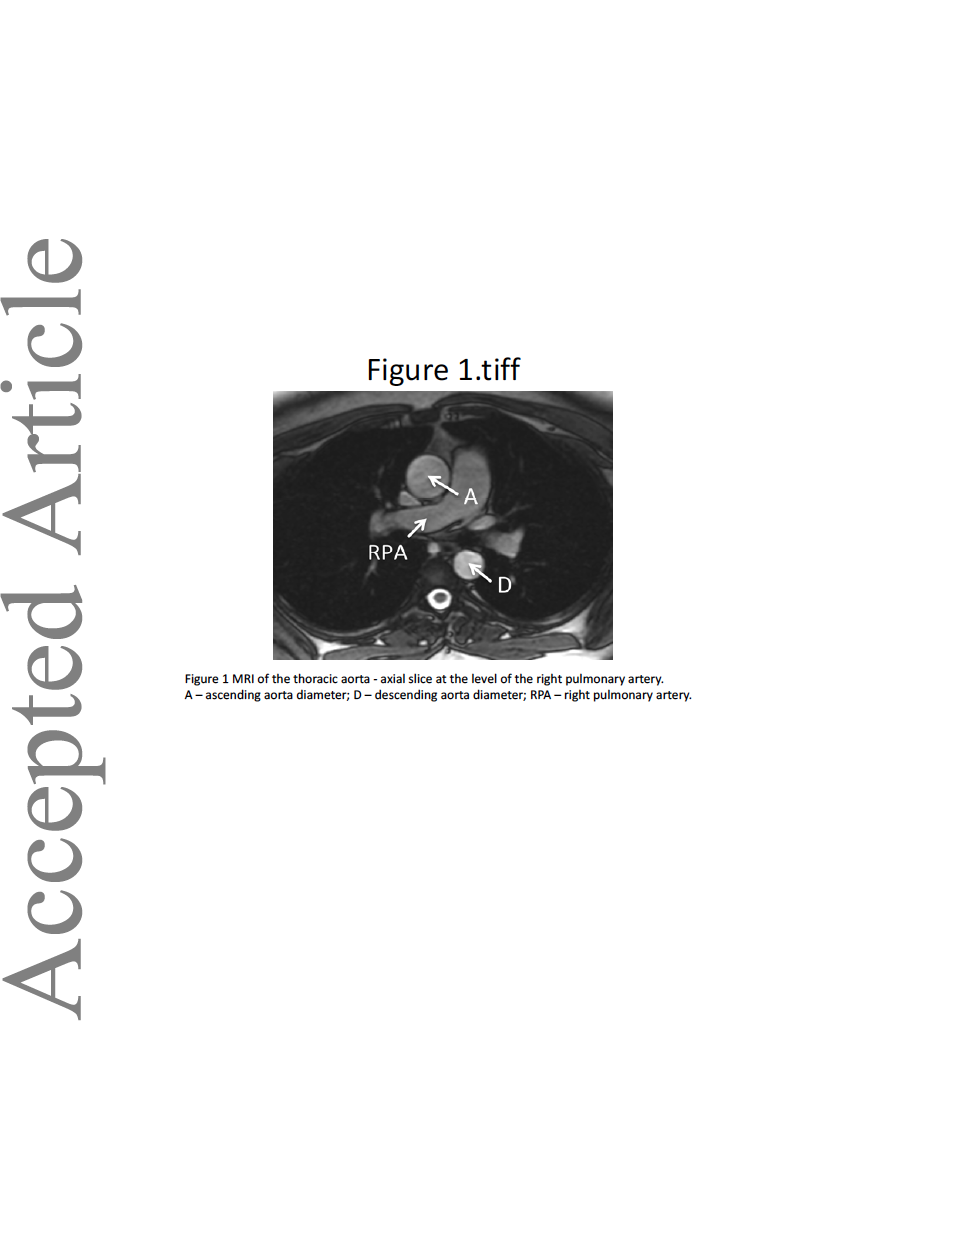 Accepted Article
Figure 1.tiff
A
RPA
D
Figure 1 MRI of the thoracic aorta - axial slice at the level of the right pulmonary artery.
A – ascending aorta diameter; D – descending aorta diameter; RPA – right pulmonary artery.